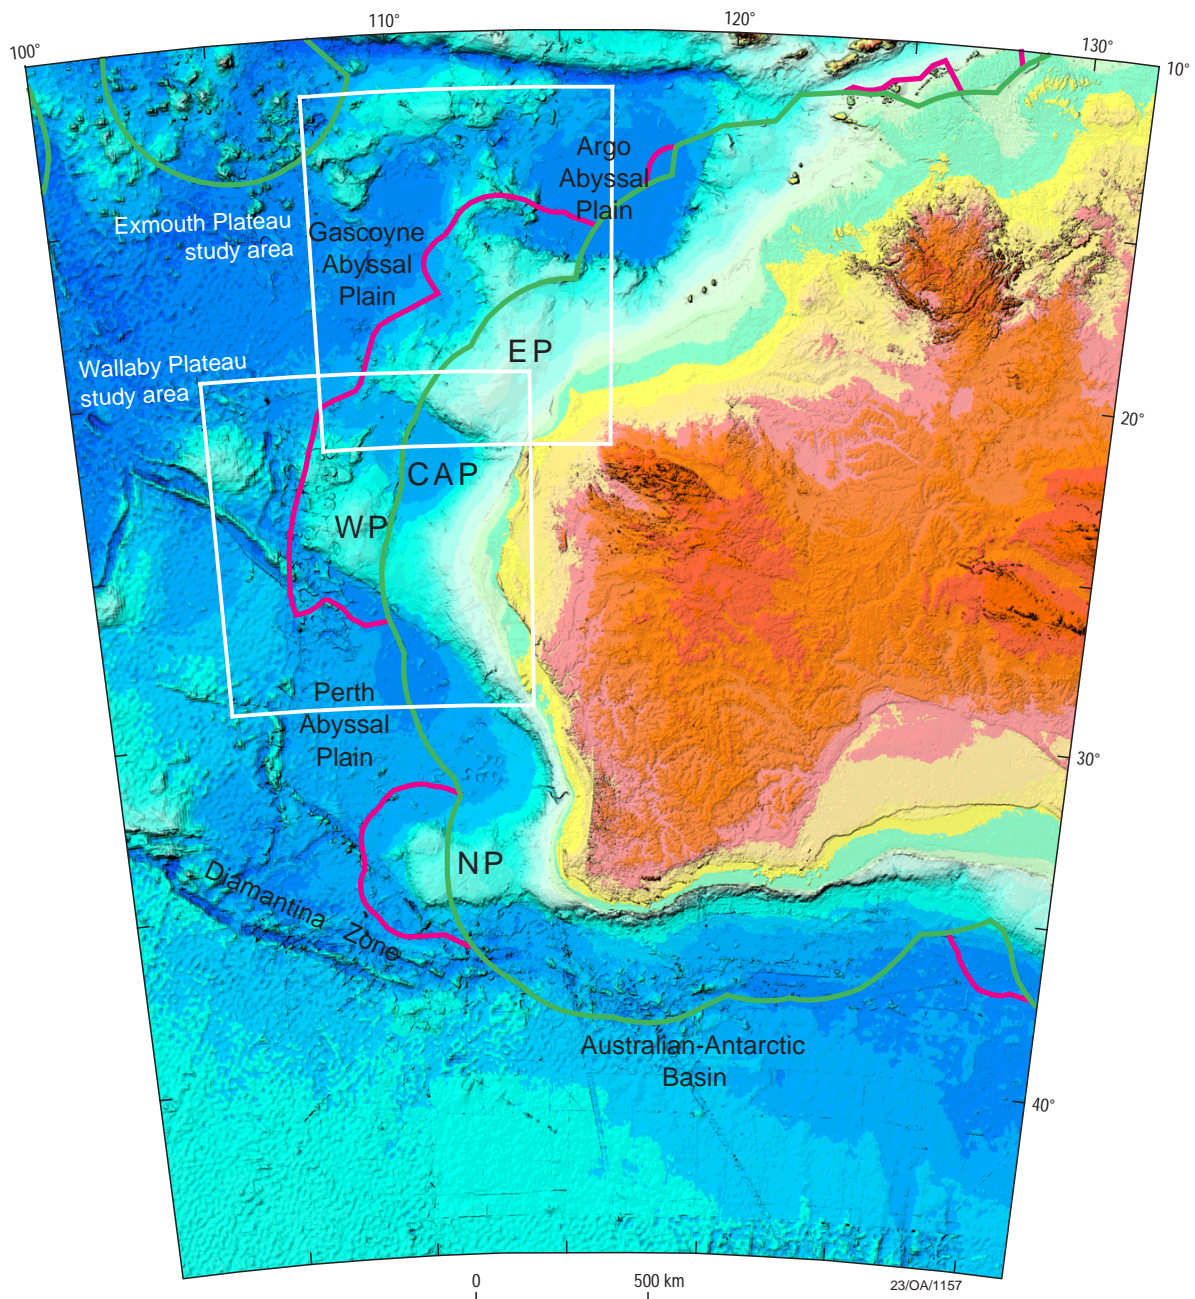 100°
110°
120°
130°
10°
Argo
Abyssal
Plain
Exmouth Plateau
study area
Gascoyne
Abyssal
Plain
EP
Wallaby Plateau
study area
20°
CAP
WP
Perth
Abyssal
Plain
30°
NP
Diamantina Zone
Australian-Antarctic
Basin
40°
0 500 km
23/OA/1157